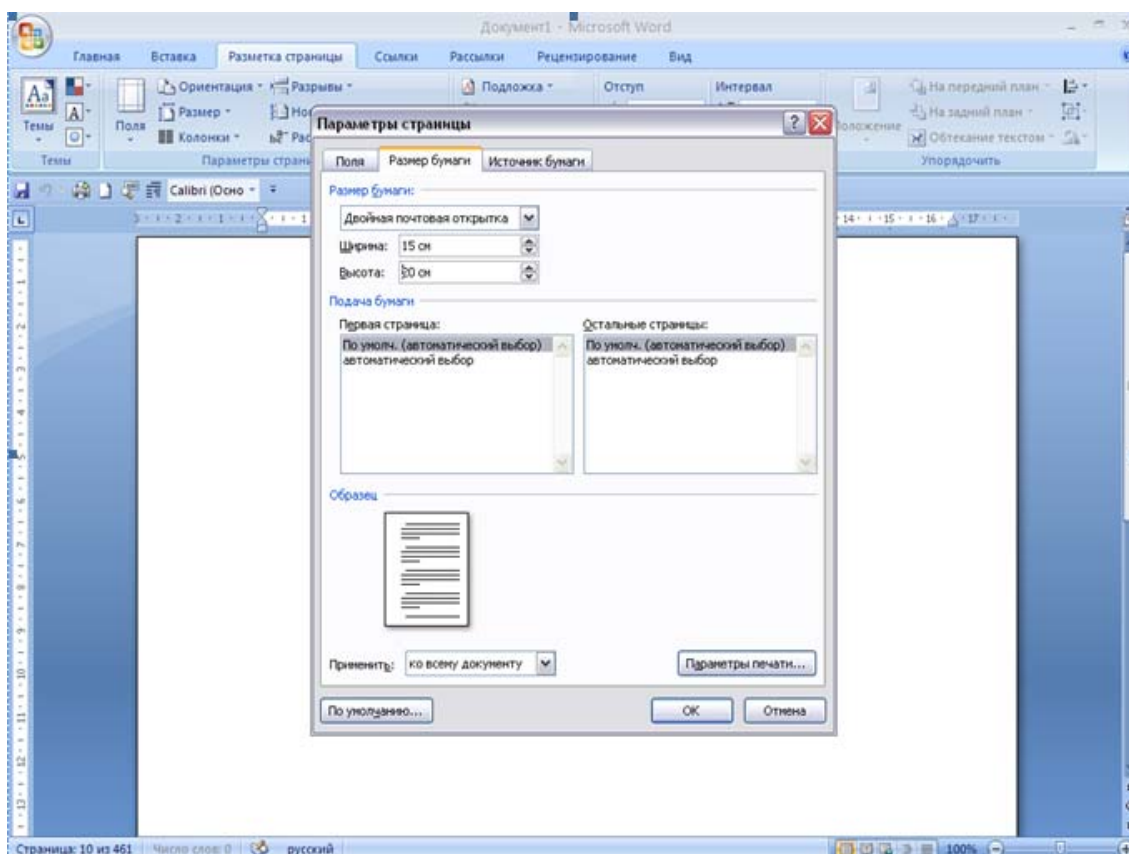 Документ1 - Microsoft Word
Главная Вставка Разметка страницы Ссылки Рассылки Рецензирование Вид
Ориентация Разрывы Подложка Отступ Интервал На передний план
Темы Поля Размер На задний план
Колонки Обтекание текстом
Темы Упорядочить
Calibri (Осно
Параметры страницы
Поля Размер бумаги Источник бумаги
Размер бумаги:
Двойная почтовая открытка
Ширина: 15 см
Высота: 20 см
Подача бумаги
Первая страница: Остальные страницы:
По умолч. (автоматический выбор) По умолч. (автоматический выбор)
автоматический выбор автоматический выбор
Образец
Применить: ко всему документу Параметры печати...
По умолчанию... ОК Отмена
Страница: 10 из 461 Число слов: 0 русский 100%